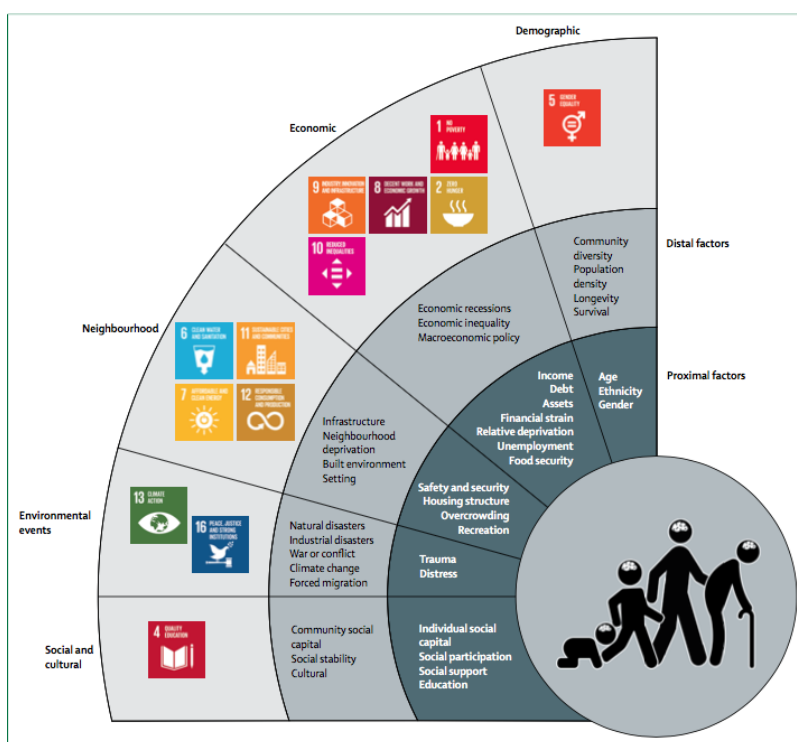 Demographic
5 GENDER
EQUALITY
Economic
1 NO
POVERTY
9 INDUSTRY, INNOVATION
AND INFRASTRUCTURE
8 DECENT WORK AND
ECONOMIC GROWTH
2 ZERO
HUNGER
10 REDUCED
INEQUALITIES
Community
diversity
Population
density
Longevity
Survival
Distal factors
Economic recessions
Economic inequality
Macroeconomic policy
Neighbourhood
6 CLEAN WATER
AND SANITATION
11 SUSTAINABLE CITIES
AND COMMUNITIES
7 AFFORDABLE AND
CLEAN ENERGY
12 RESPONSIBLE
CONSUMPTION
AND PRODUCTION
Proximal factors
Income
Debt
Assets
Financial strain
Relative deprivation
Unemployment
Food security
Age
Ethnicity
Gender
Infrastructure
Neighbourhood
deprivation
Built environment
Setting
Safety and security
Housing structure
Overcrowding
Recreation
Environmental
events
13 CLIMATE
ACTION
16 PEACE, JUSTICE
AND STRONG
INSTITUTIONS
Natural disasters
Industrial disasters
War or conflict
Climate change
Forced migration
Trauma
Distress
Social and
cultural
4 QUALITY
EDUCATION
Community social
capital
Social stability
Cultural
Individual social
capital
Social participation
Social support
Education